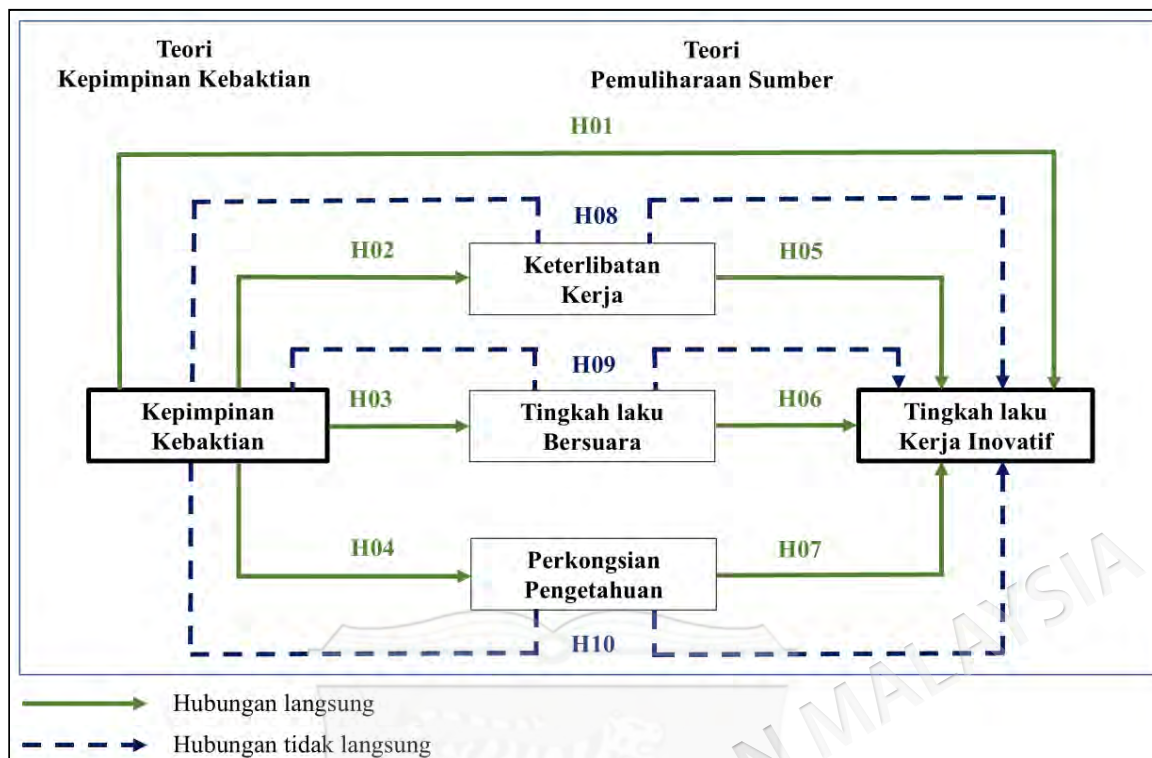 Teori
Kepimpinan Kebaktian
Teori
Pemuliharaan Sumber
H01
H08
H02
Keterlibatan
Kerja
H05
H09
H03
Kepimpinan
Kebaktian
Tingkah laku
Bersuara
H06
Tingkah laku
Kerja Inovatif
H04
Perkongsian
Pengetahuan
H07
H10
Hubungan langsung
Hubungan tidak langsung
N MALAYSIA